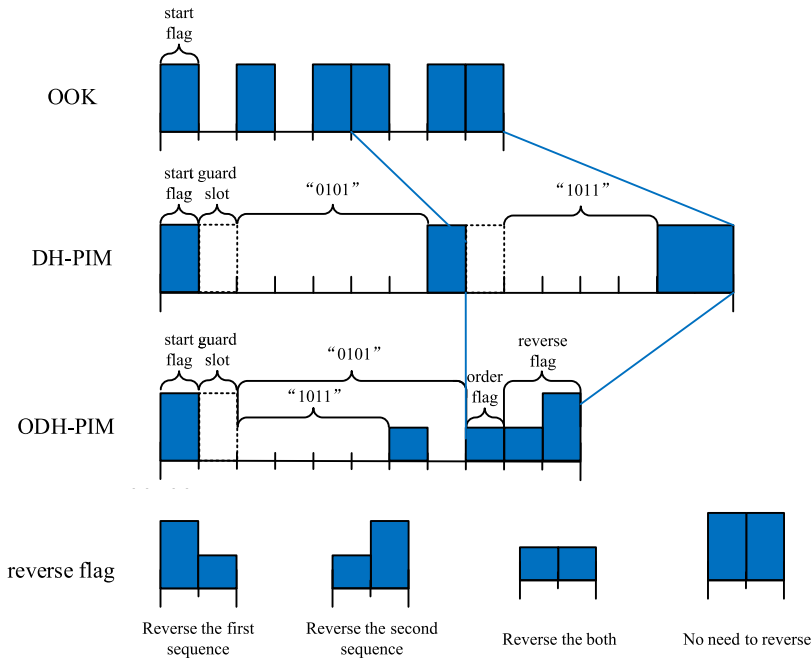 start
flag
OOK
start guard
flag slot
“0101”
“1011”
DH-PIM
start guard
flag slot
“0101”
reverse
flag
order
flag
“1011”
ODH-PIM
reverse flag
Reverse the first
sequence
Reverse the second
sequence
Reverse the both
No need to reverse